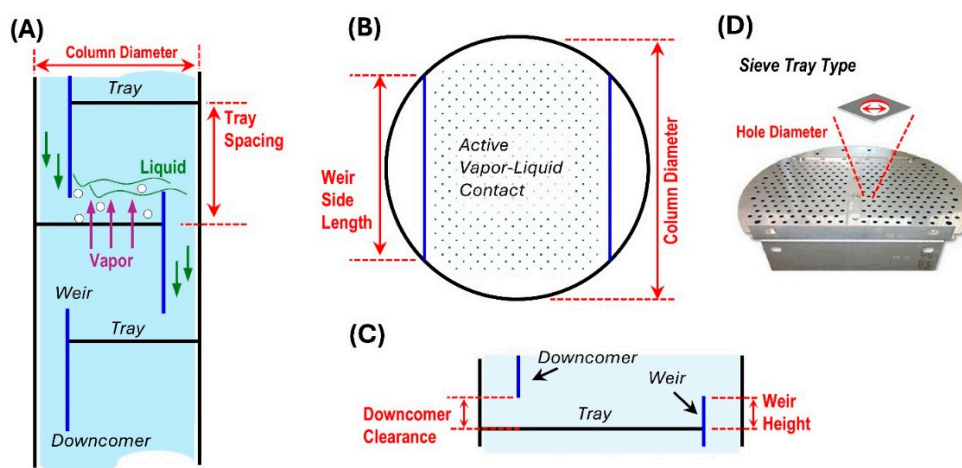 (A)
Column Diameter
Tray
Tray
Spacing
Liquid
Vapor
Weir
Tray
Downcomer
(B)
Weir
Side
Length
Active
Vapor-Liquid
Contact
Column Diameter
(C)
Downcomer
Weir
Downcomer
Clearance
Tray
Weir
Height
(D)
Sieve Tray Type
Hole Diameter